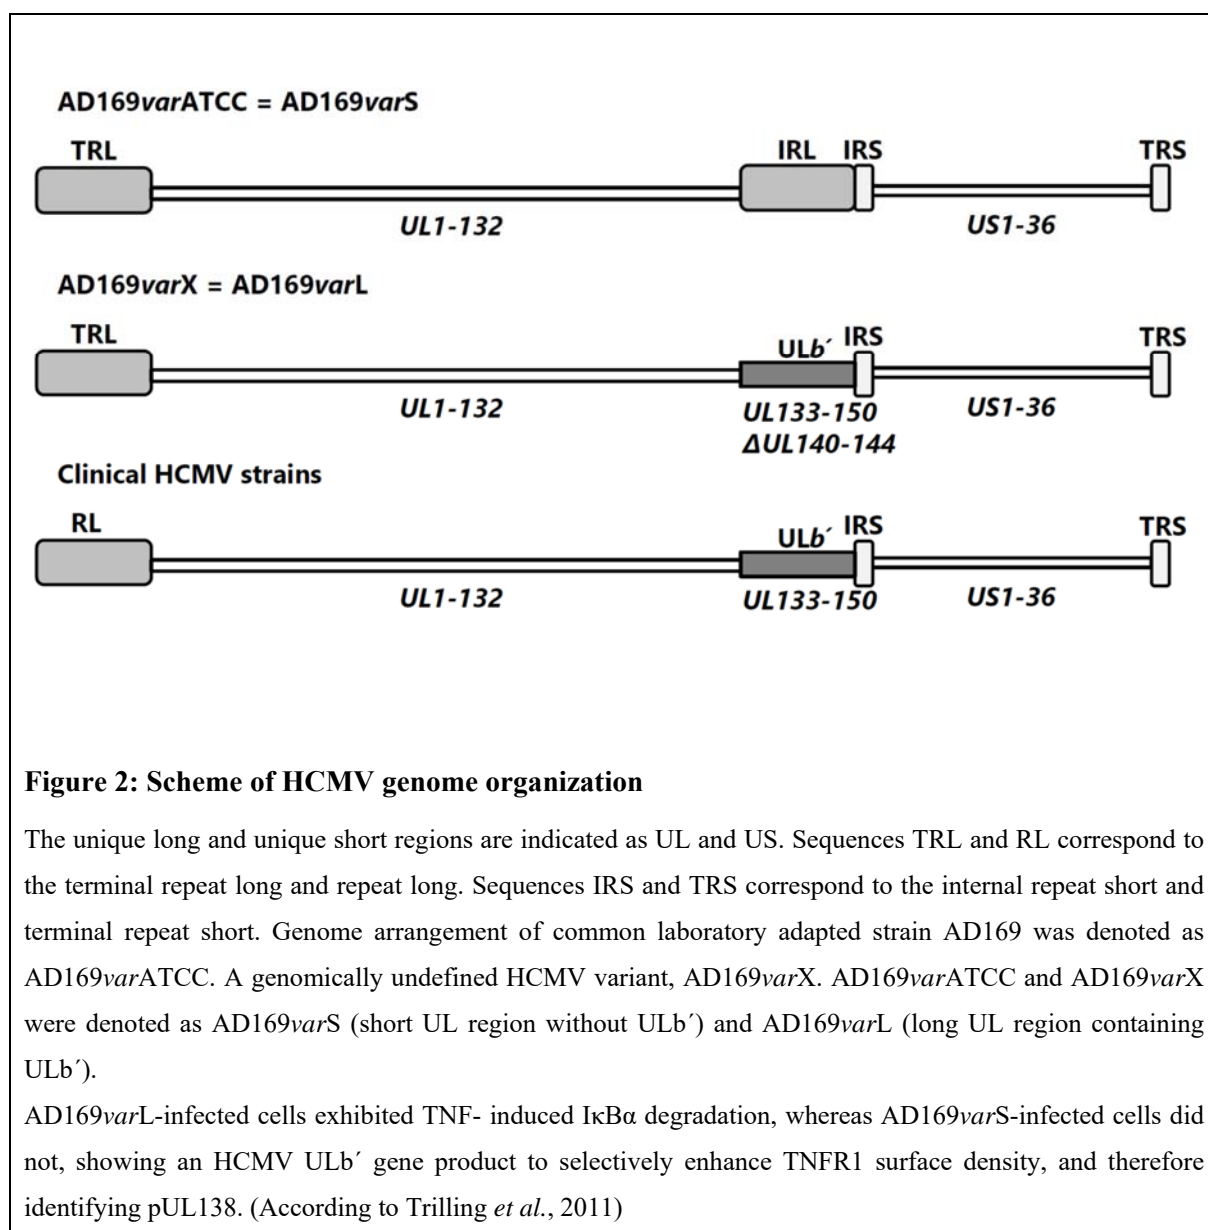 AD169varATCC = AD169varS
TRL IRL IRS TRS
UL1-132 US1-36
AD169varX = AD169varL
TRL ULb´ IRS TRS
UL1-132 UL133-150 US1-36
ΔUL140-144
Clinical HCMV strains
RL ULb´ IRS TRS
UL1-132 UL133-150 US1-36
Figure 2: Scheme of HCMV genome organization
The unique long and unique short regions are indicated as UL and US. Sequences TRL and RL correspond to
the terminal repeat long and repeat long. Sequences IRS and TRS correspond to the internal repeat short and
terminal repeat short. Genome arrangement of common laboratory adapted strain AD169 was denoted as
AD169varATCC. A genomically undefined HCMV variant, AD169varX. AD169varATCC and AD169varX
were denoted as AD169varS (short UL region without ULb´) and AD169varL (long UL region containing
ULb´).
AD169varL-infected cells exhibited TNF- induced IκBα degradation, whereas AD169varS-infected cells did
not, showing an HCMV ULb´ gene product to selectively enhance TNFR1 surface density, and therefore
identifying pUL138. (According to Trilling et al., 2011)